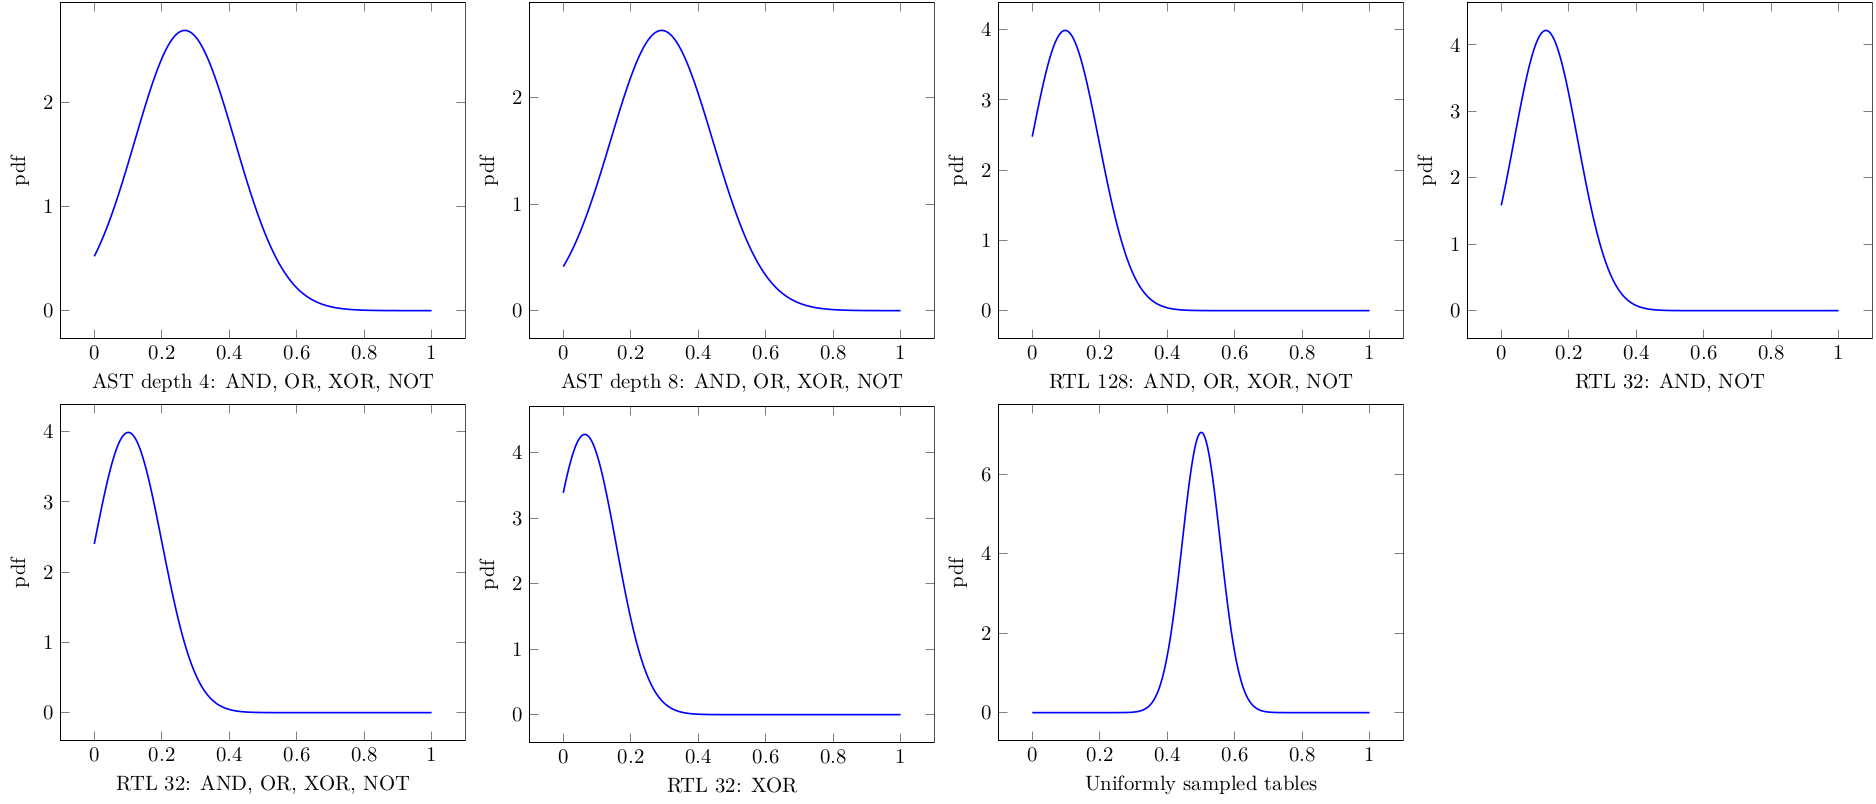 pdf
2
1
0
0 0.2 0.4 0.6 0.8 1
AST depth 4: AND, OR, XOR, NOT
pdf
2
1
0
0 0.2 0.4 0.6 0.8 1
AST depth 8: AND, OR, XOR, NOT
pdf
4
3
2
1
0
0 0.2 0.4 0.6 0.8 1
RTL 128: AND, OR, XOR, NOT
pdf
4
3
2
1
0
0 0.2 0.4 0.6 0.8 1
RTL 32: AND, NOT
pdf
4
3
2
1
0
0 0.2 0.4 0.6 0.8 1
RTL 32: AND, OR, XOR, NOT
pdf
4
3
2
1
0
0 0.2 0.4 0.6 0.8 1
RTL 32: XOR
pdf
6
4
2
0
0 0.2 0.4 0.6 0.8 1
Uniformly sampled tables